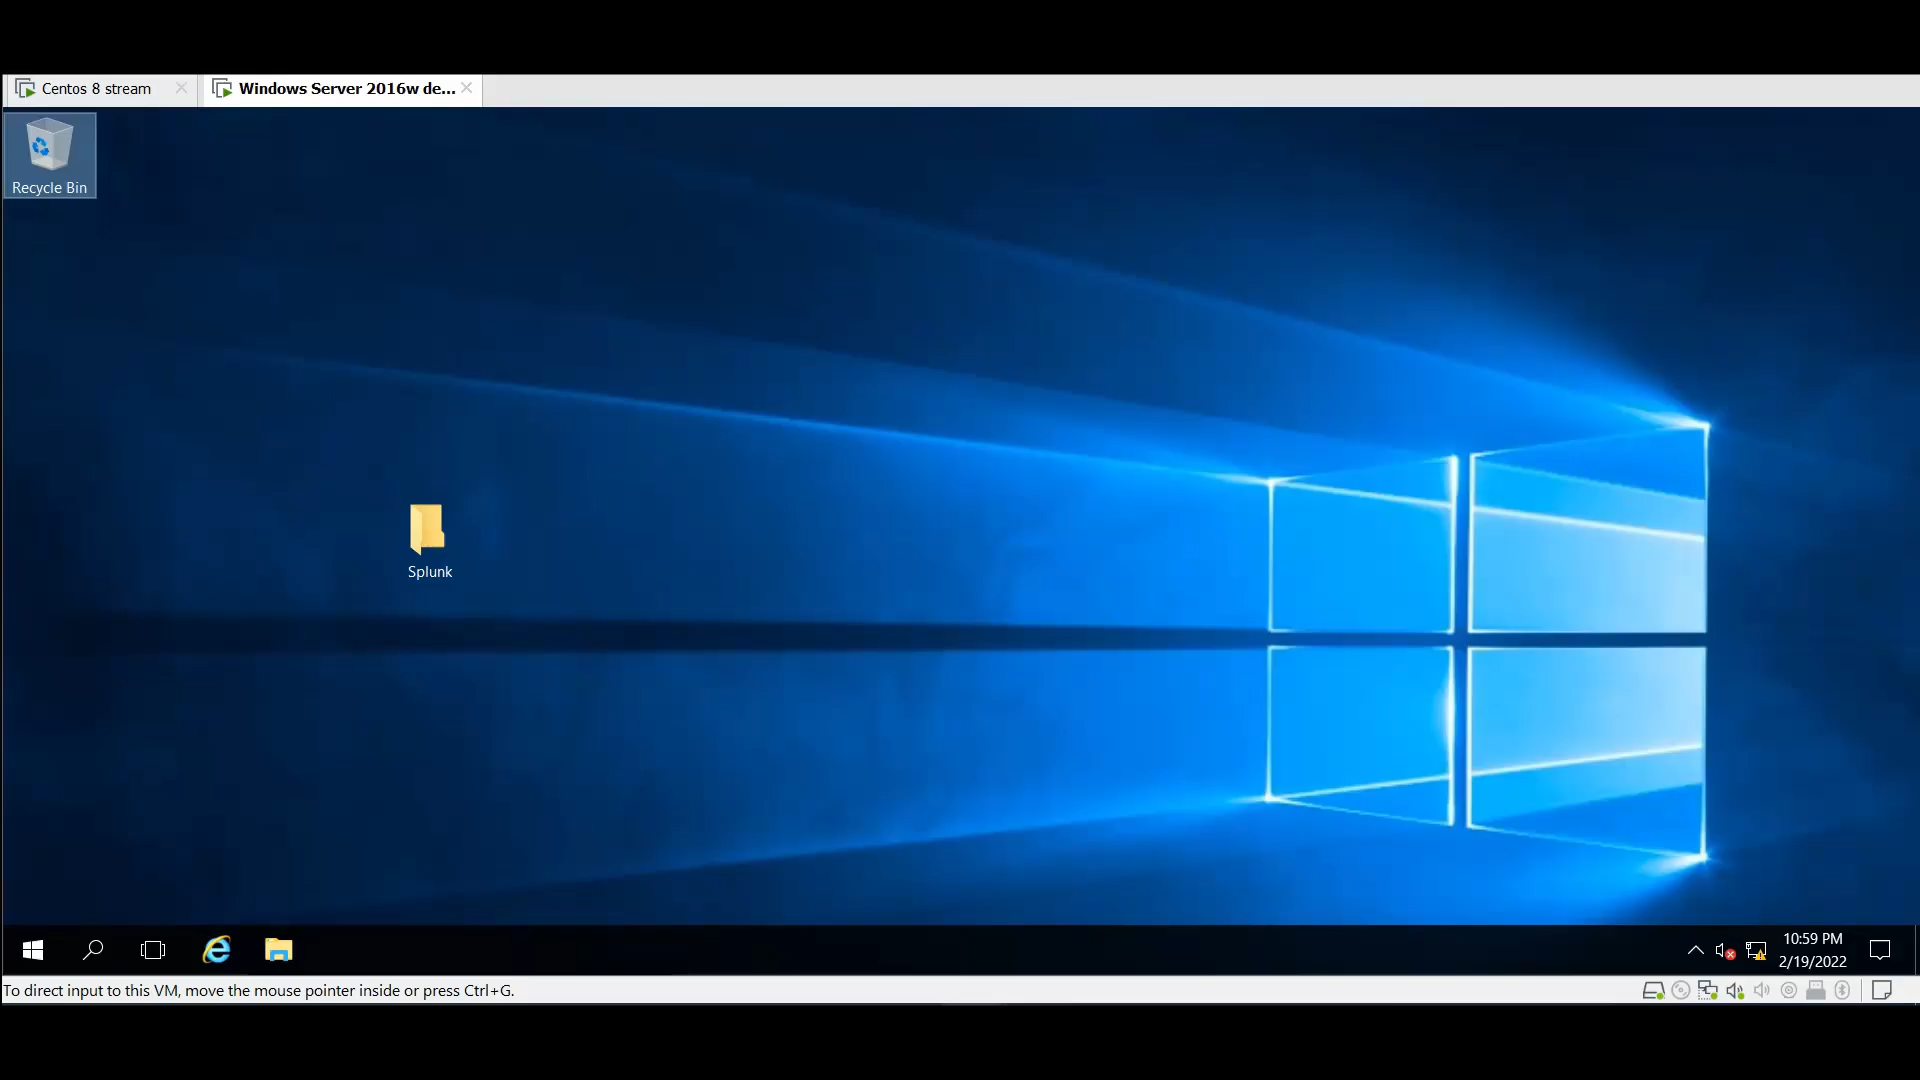 Centos 8 stream
Windows Server 2016w de...
Recycle Bin
Splunk
10:59 PM
2/19/2022
To direct input to this VM, move the mouse pointer inside or press Ctrl+G.